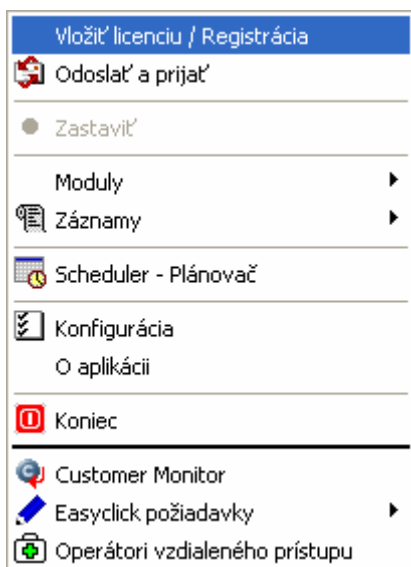 Vložiť licenciu / Registrácia
Odoslať a prijať
Zastaviť
Moduly
Záznamy
Scheduler - Plánovač
Konfigurácia
O aplikácii
Koniec
Customer Monitor
Easyclick požiadavky
Operátori vzdialeného prístupu